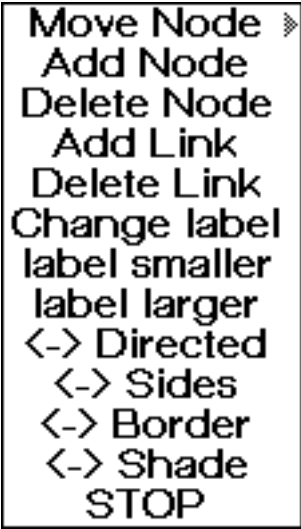 Move Node
Add Node
Delete Node
Add Link
Delete Link
Change label
label smaller
label larger
<-> Directed
<-> Sides
<-> Border
<-> Shade
STOP